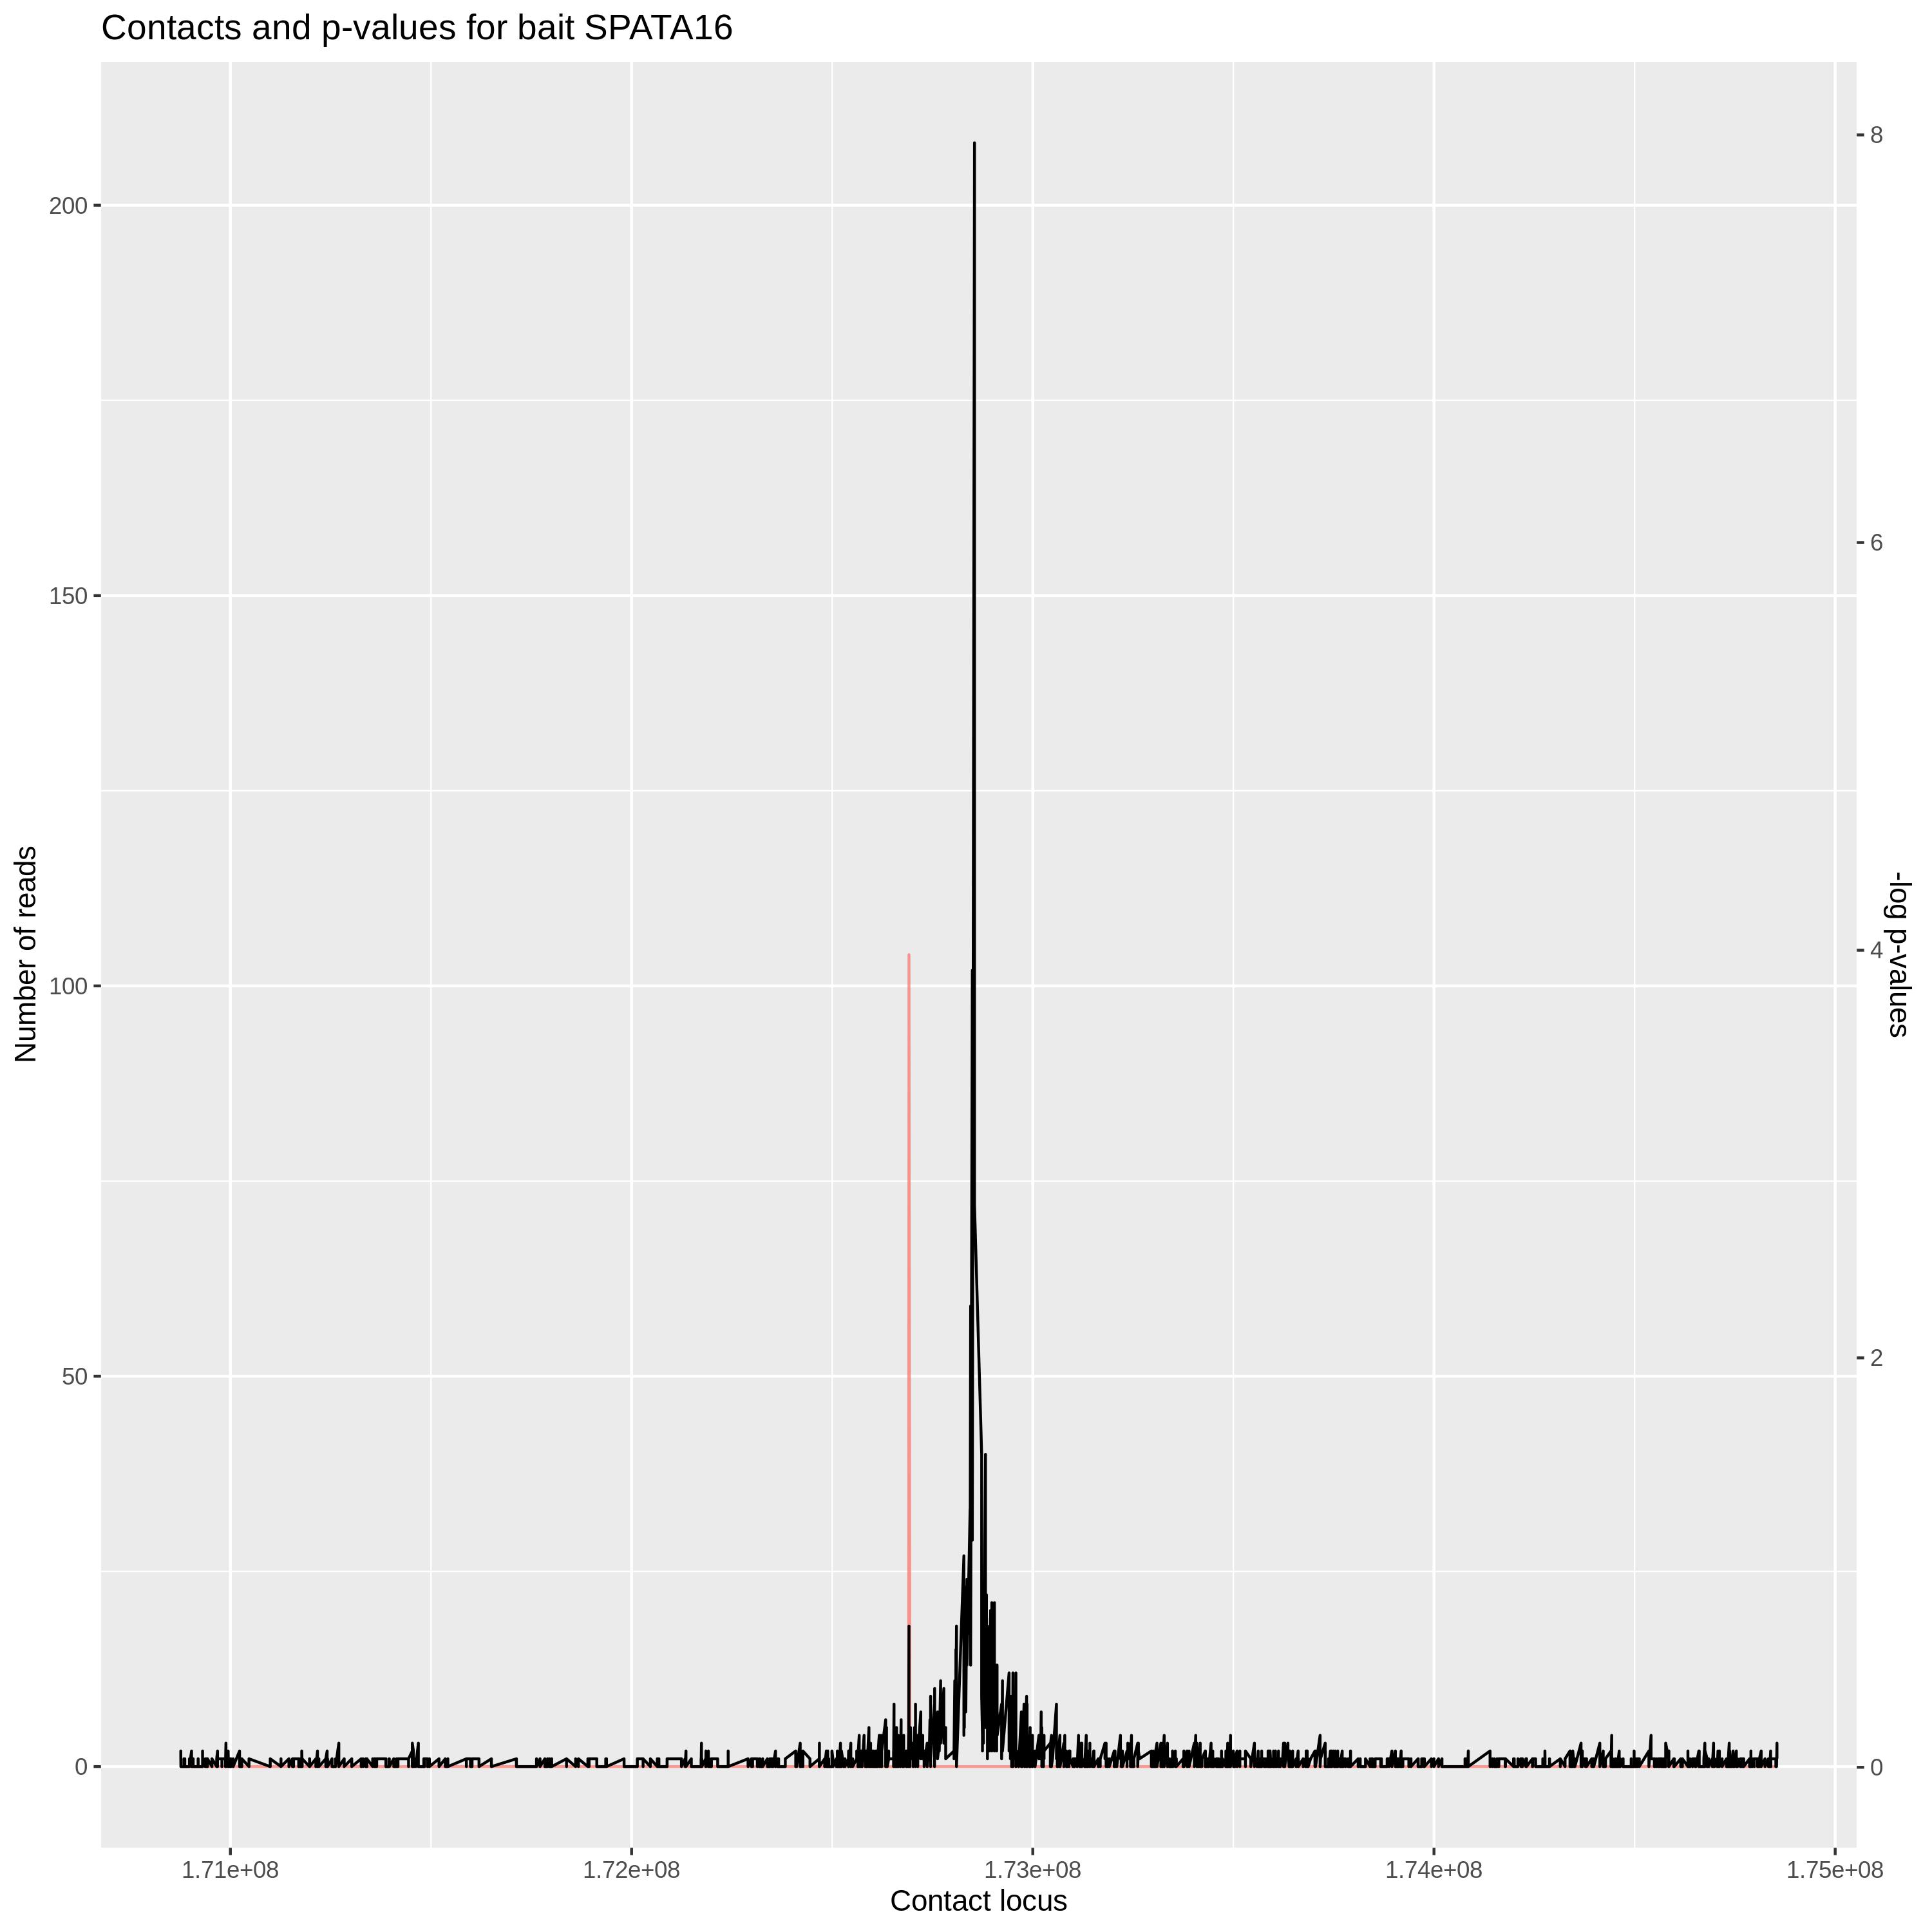 Contacts and p-values for bait SPATA16
200
150
100
50
0
8
6
4
2
0
Number of reads
-log p-values
1.71e+08
1.72e+08
1.73e+08
1.74e+08
1.75e+08
Contact locus